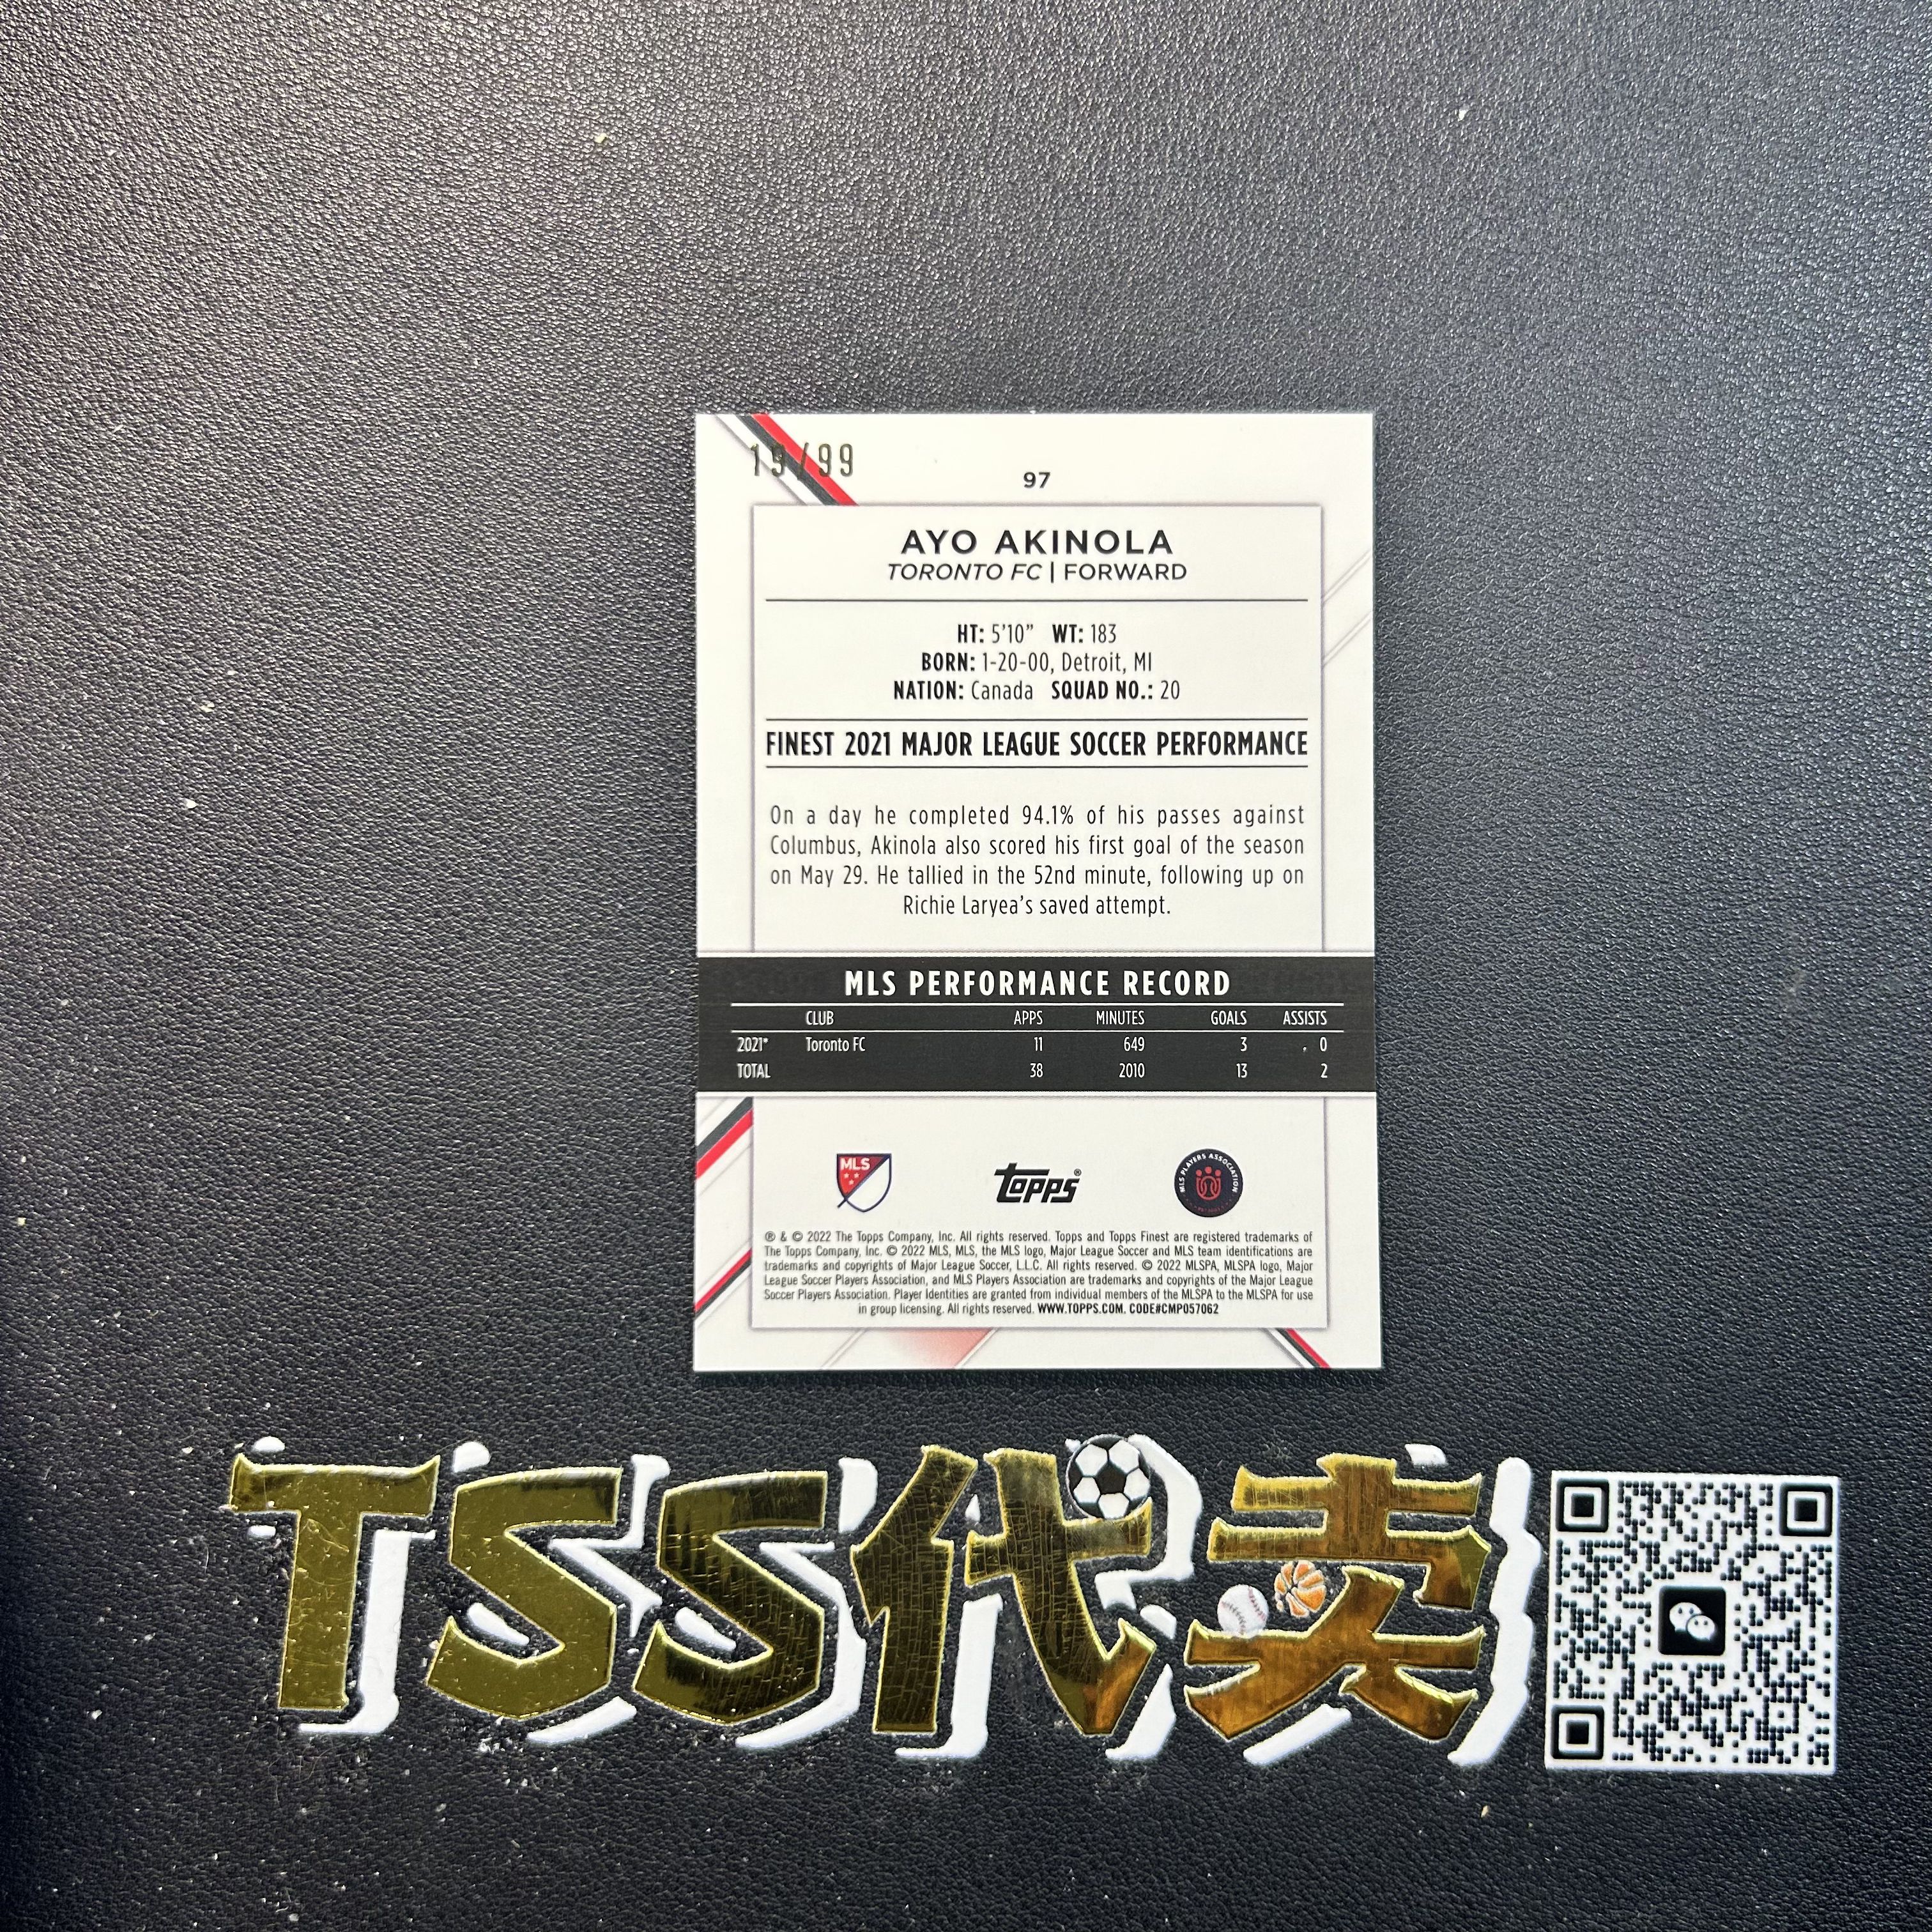 19/99
97
AYO AKINOLA
TORONTO FC | FORWARD
HT: 5'10" WT: 183
BORN: 1-20-00, Detroit, MI
NATION: Canada SQUAD NO.: 20
FINEST 2021 MAJOR LEAGUE SOCCER PERFORMANCE
On a day he completed 94.1% of his passes against
Columbus, Akinola also scored his first goal of the season
on May 29. He tallied in the 52nd minute, following up on
Richie Laryea's saved attempt.
MLS PERFORMANCE RECORD
CLUB APPS MINUTES GOALS ASSISTS
2021* Toronto FC 11 649 3 0
TOTAL 38 2010 13 2
MLS
Topps®
MLS PLAYERS ASSOCIATION
® & © 2022 The Topps Company, Inc. All rights reserved. Topps and Topps Finest are registered trademarks of
The Topps Company, Inc. © 2022 MLS, MLS, the MLS logo, Major League Soccer and MLS team identifications are
trademarks and copyrights of Major League Soccer, L.L.C. All rights reserved. © 2022 MLSPA, MLSPA logo, Major
League Soccer Players Association, and MLS Players Association are trademarks and copyrights of the Major League
Soccer Players Association. Player Identities are granted from individual members of the MLSPA to the MLSPA for use
in group licensing. All rights reserved. WWW.TOPPS.COM. CODE#CMP057062
TSS代卖